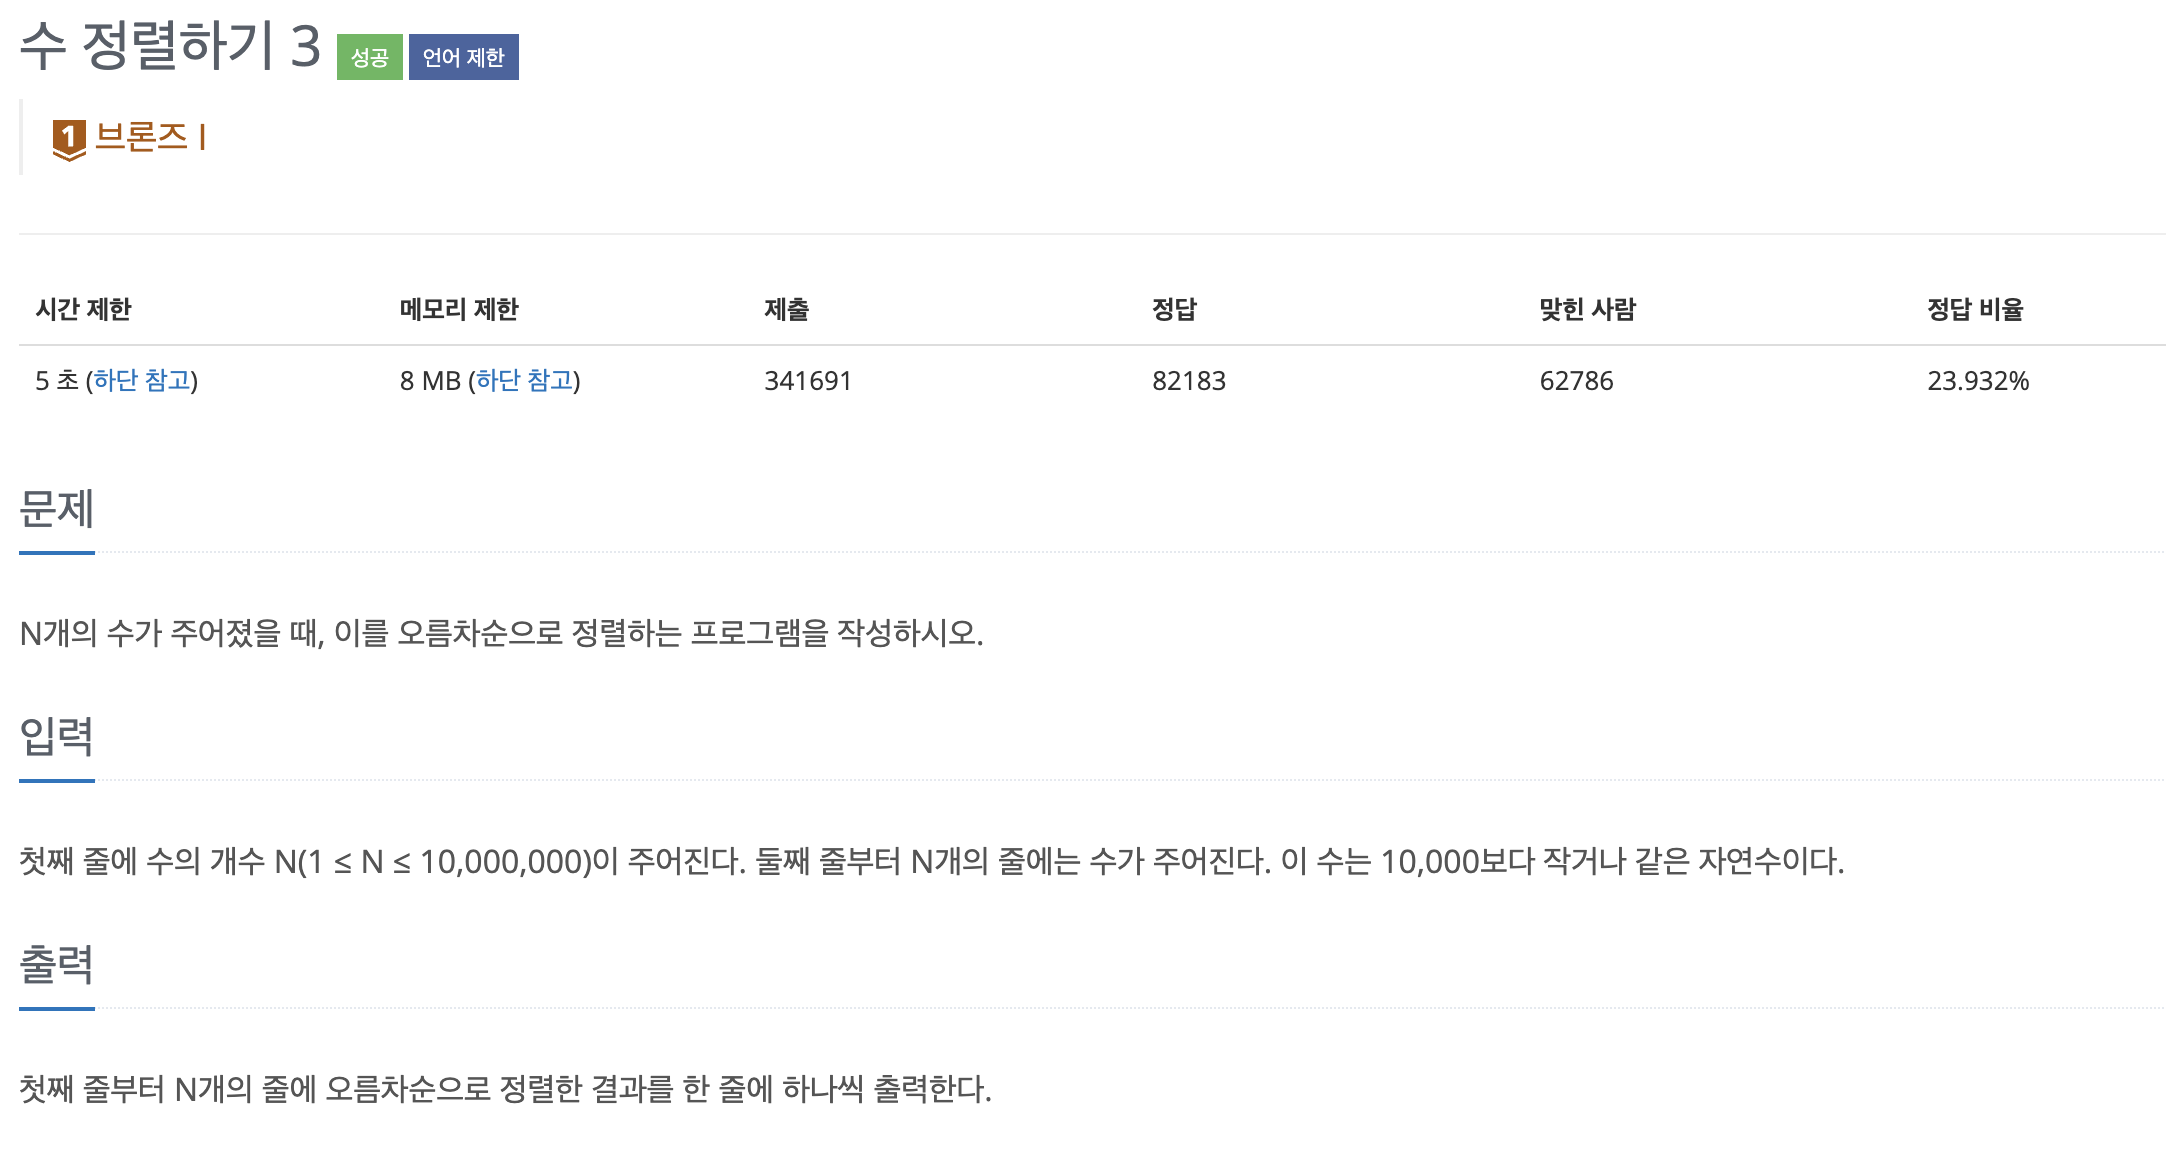 수 정렬하기 3 성공 언어 제한
1 브론즈 I
시간 제한 메모리 제한 제출 정답 맞힌 사람 정답 비율
5 초 (하단 참고) 8 MB (하단 참고) 341691 82183 62786 23.932%
문제
N개의 수가 주어졌을 때, 이를 오름차순으로 정렬하는 프로그램을 작성하시오.
입력
첫째 줄에 수의 개수 N(1 ≤ N ≤ 10,000,000)이 주어진다. 둘째 줄부터 N개의 줄에는 수가 주어진다. 이 수는 10,000보다 작거나 같은 자연수이다.
출력
첫째 줄부터 N개의 줄에 오름차순으로 정렬한 결과를 한 줄에 하나씩 출력한다.